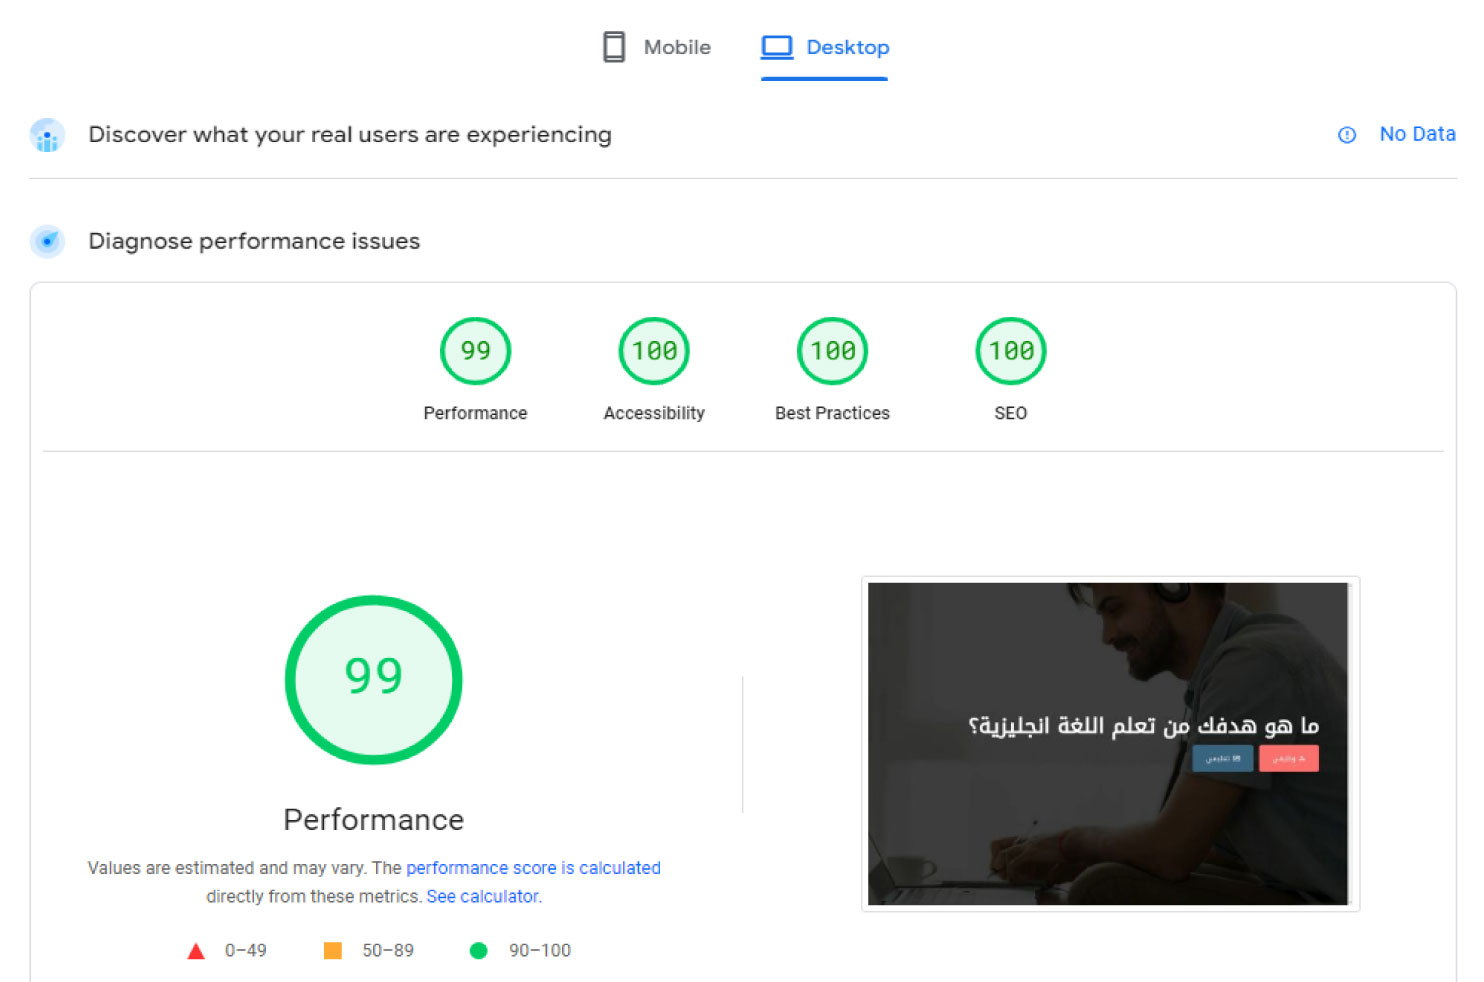 Mobile
Desktop
Discover what your real users are experiencing
No Data
Diagnose performance issues
99
100
100
100
Performance
Accessibility
Best Practices
SEO
99
Performance
Values are estimated and may vary. The performance score is calculated
directly from these metrics. See calculator.
0–49
50–89
90–100
ما هو هدفك من تعلم اللغة انجليزية؟